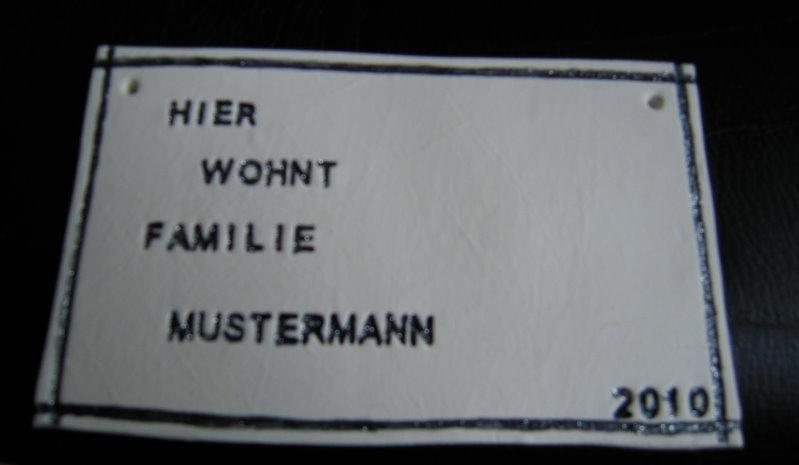 HIER
WOHNT
FAMILIE
MUSTERMANN
2010